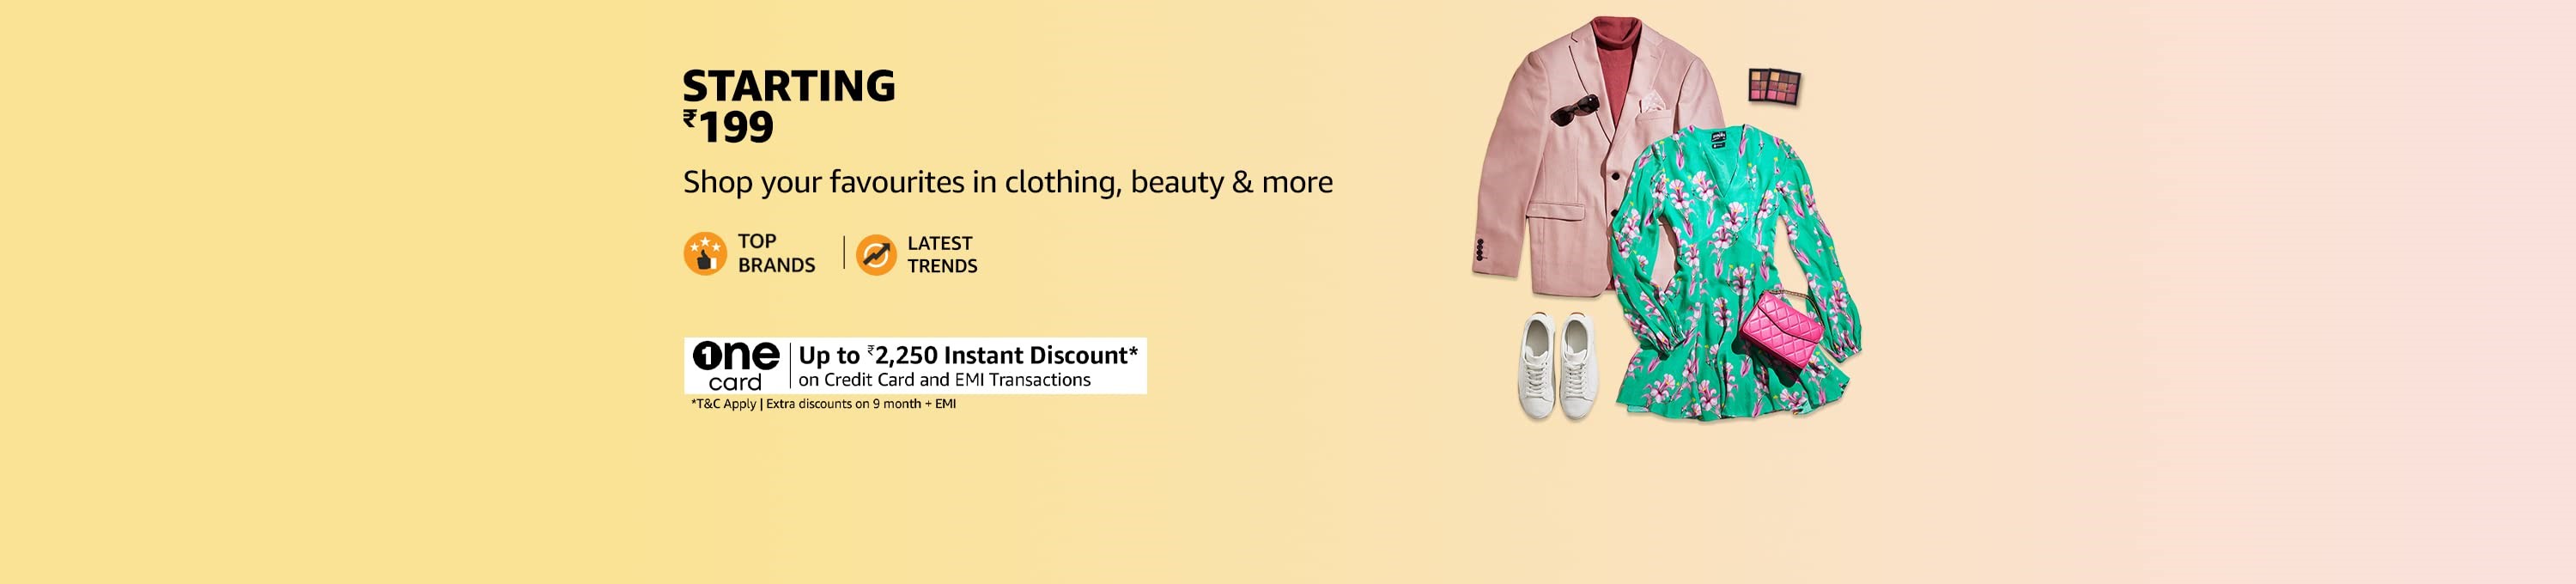 STARTING
₹199
Shop your favourites in clothing, beauty & more
TOP
BRANDS
LATEST
TRENDS
one
card
Up to ₹2,250 Instant Discount*
on Credit Card and EMI Transactions
*T&C Apply | Extra discounts on 9 month + EMI